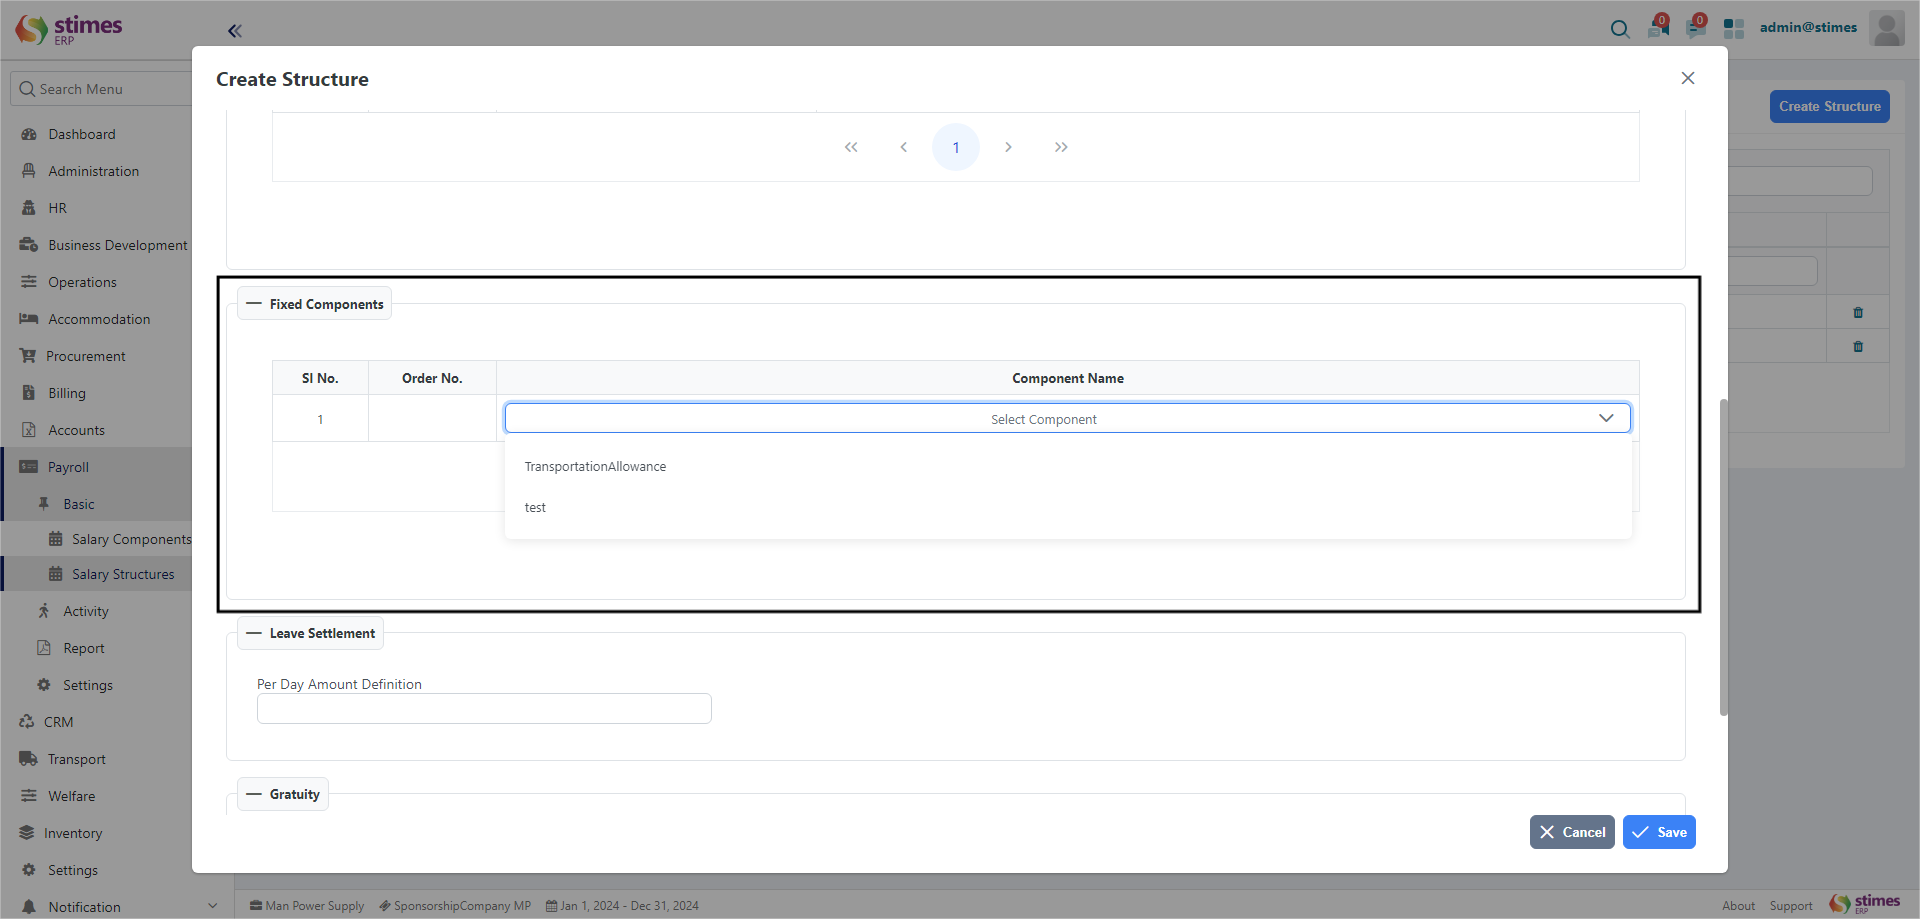 stimes
ERP
0
0
admin@stimes
Create Structure
Search Menu
Create Structure
Dashboard
Administration
HR
Business Development
Operations
Accommodation
Procurement
Billing
Accounts
Payroll
Basic
Salary Components
Salary Structures
Activity
Report
Settings
CRM
Transport
Welfare
Inventory
Settings
Notification
1
Fixed Components
SI No. Order No. Component Name
1 Select Component
TransportationAllowance
test
Leave Settlement
Per Day Amount Definition
Gratuity
Cancel Save
Man Power Supply SponsorshipCompany MP Jan 1, 2024 - Dec 31, 2024
About Support stimes
ERP